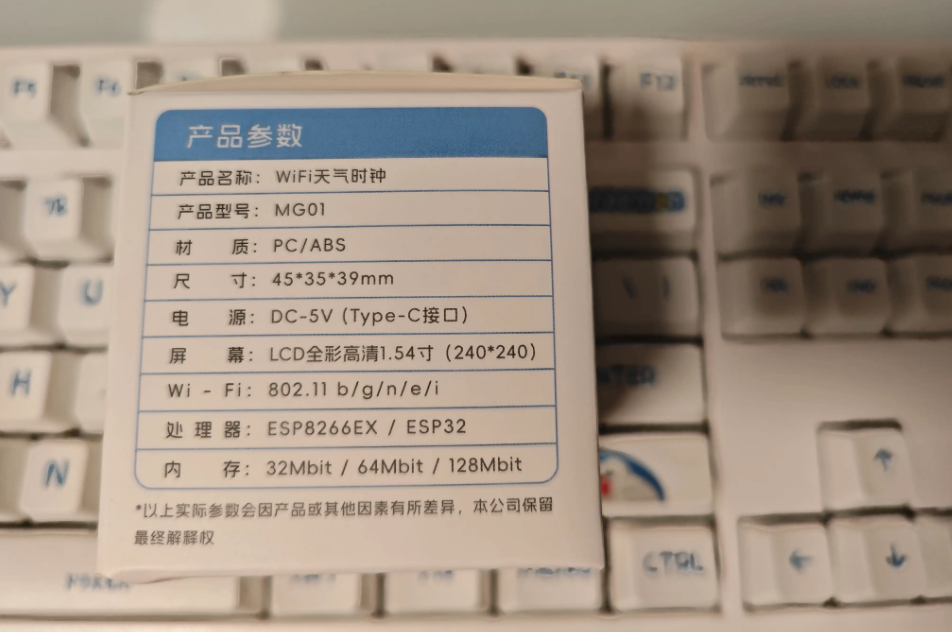 F5
F6
F12
产品参数
产品名称：WiFi天气时钟
产品型号：MG01
材 质：PC/ABS
尺 寸：45*35*39mm
电 源：DC-5V (Type-C接口)
屏 幕：LCD全彩高清1.54寸 (240*240)
Wi - Fi：802.11 b/g/n/e/i
处 理 器：ESP8266EX / ESP32
内 存：32Mbit / 64Mbit / 128Mbit
*以上实际参数会因产品或其他因素有所差异，本公司保留
最终解释权
Y
U
H
N
CTRL